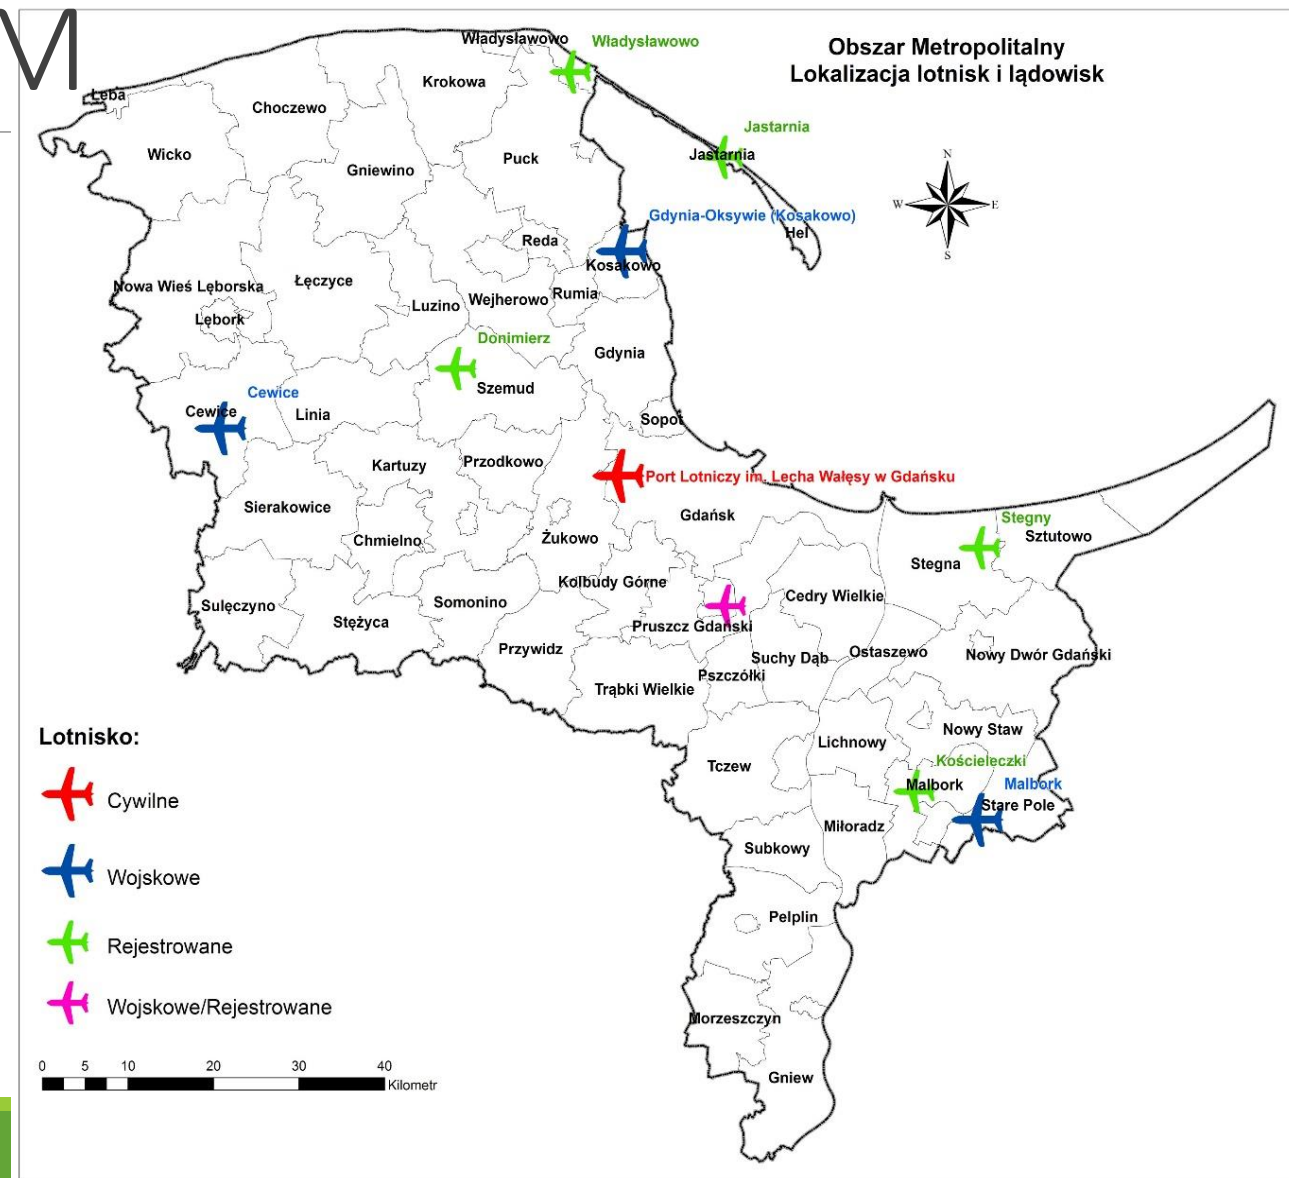 M
Obszar Metropolitalny
Lokalizacja lotnisk i lądowisk
Władysławowo
Władysławowo
Krokowa
Łeba
Choczewo
Jastarnia
Jastarnia
Wicko
Puck
Gniewino
N
W
E
S
Gdynia-Oksywie (Kosakowo)
Hel
Reda
Kosakowo
Łęczyce
Nowa Wieś Lęborska
Rumia
Wejherowo
Luzino
Lębork
Donimierz
Gdynia
Szemud
Cewice
Cewice
Linia
Sopot
Przodkowo
Kartuzy
Port Lotniczy im. Lecha Wałęsy w Gdańsku
Sierakowice
Gdańsk
Stegny
Sztutowo
Żukowo
Chmielno
Stegna
Kolbudy Górne
Cedry Wielkie
Somonino
Sulęczyno
Stężyca
Pruszcz Gdański
Przywidz
Ostaszewo
Suchy Dąb
Nowy Dwór Gdański
Pszczółki
Trąbki Wielkie
Nowy Staw
Lichnowy
Kościeleczki
Tczew
Malbork
Malbork
Stare Pole
Miłoradz
Subkowy
Pelplin
Morzeszczyn
Gniew
Lotnisko:
Cywilne
Wojskowe
Rejestrowane
Wojskowe/Rejestrowane
0 5 10 20 30 40
Kilometr